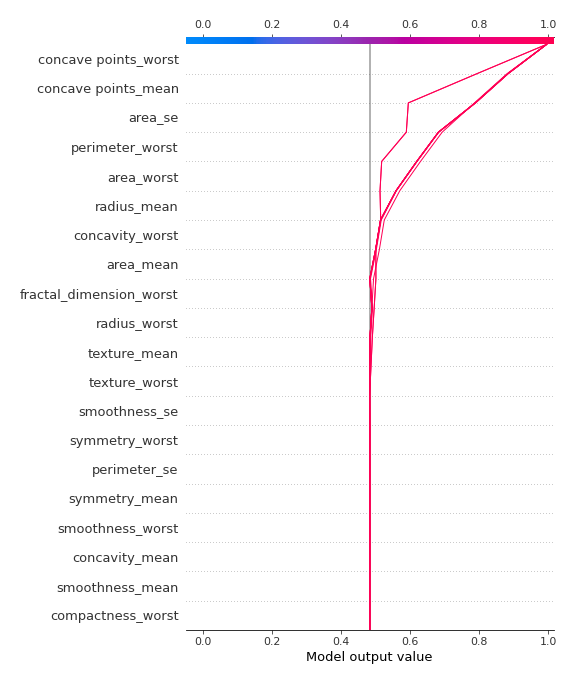 0.0 0.2 0.4 0.6 0.8 1.0
concave points_worst
concave points_mean
area_se
perimeter_worst
area_worst
radius_mean
concavity_worst
area_mean
fractal_dimension_worst
radius_worst
texture_mean
texture_worst
smoothness_se
symmetry_worst
perimeter_se
symmetry_mean
smoothness_worst
concavity_mean
smoothness_mean
compactness_worst
0.0 0.2 0.4 0.6 0.8 1.0
Model output value